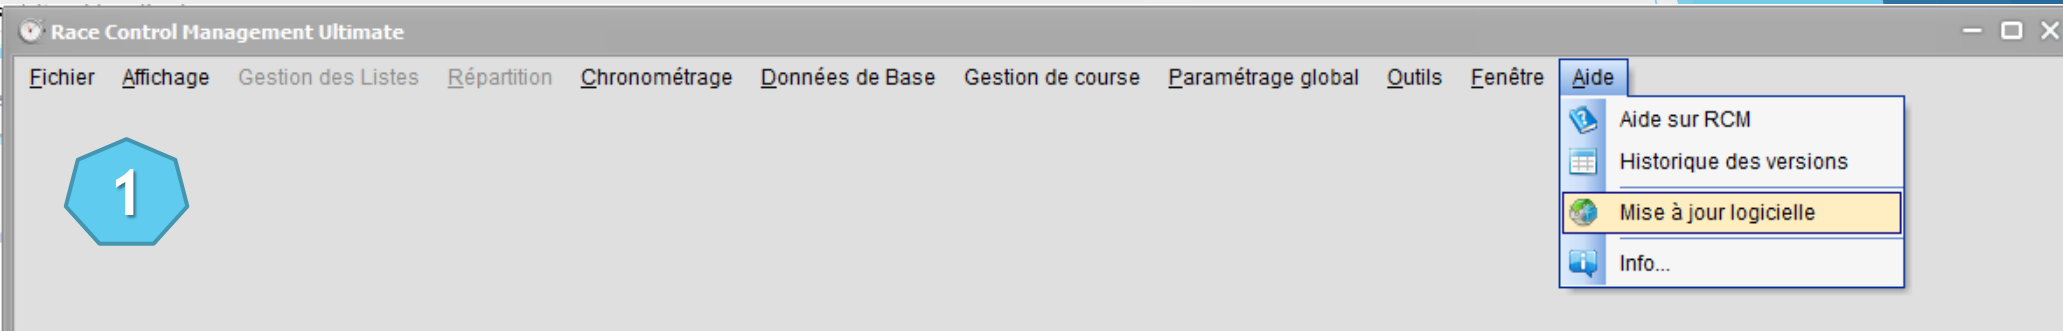 Race Control Management Ultimate
Fichier Affichage Gestion des Listes Répartition Chronométrage Données de Base Gestion de course Paramétrage global Outils Fenêtre Aide
Aide sur RCM
Historique des versions
Mise à jour logicielle
Info...
1